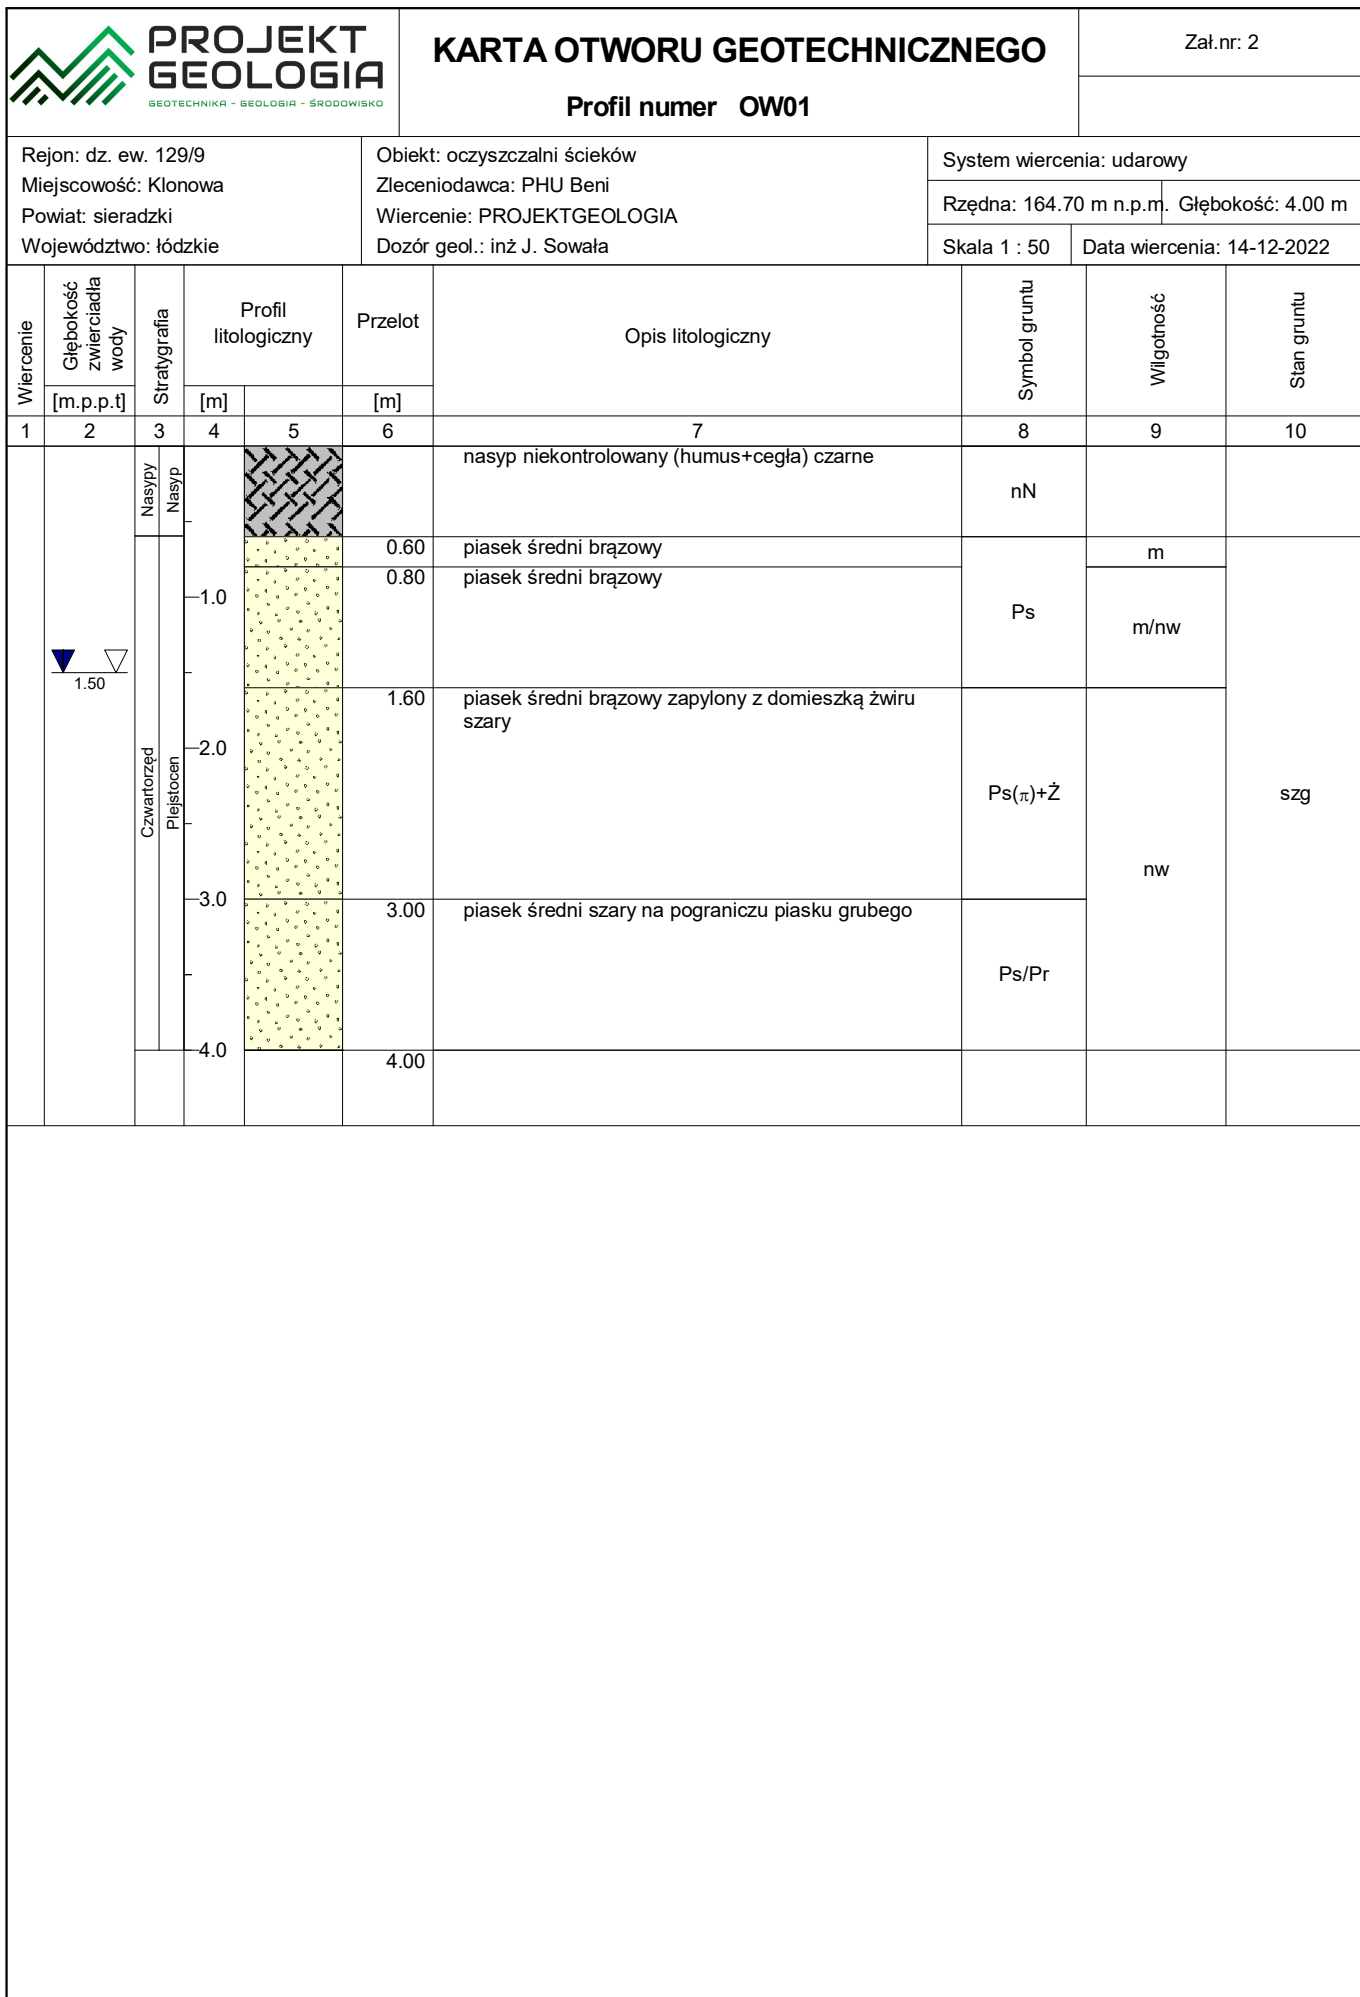 PROJEKT
GEOLOGIA
GEOTECHNIKA - GEOLOGIA - ŚRODOWISKO
KARTA OTWORU GEOTECHNICZNEGO
Profil numer OW01
Zał.nr: 2
Rejon: dz. ew. 129/9
Miejscowość: Klonowa
Powiat: sieradzki
Województwo: łódzkie
Obiekt: oczyszczalni ścieków
Zleceniodawca: PHU Beni
Wiercenie: PROJEKTGEOLOGIA
Dozór geol.: inż J. Sowała
System wiercenia: udarowy
Rzędna: 164.70 m n.p.m. Głębokość: 4.00 m
Skala 1 : 50 Data wiercenia: 14-12-2022
Wiercenie
Głębokość
zwierciadła
wody
[m.p.p.t]
Stratygrafia
Profil
litologiczny
[m]
Przelot
[m]
Opis litologiczny
Symbol gruntu
Wilgotność
Stan gruntu
1 2 3 4 5 6 7 8 9 10
Nasypy
Nasyp
nasyp niekontrolowany (humus+cegła) czarne
nN
0.60 piasek średni brązowy
m
0.80 piasek średni brązowy
1.0
Ps
m/nw
1.50
1.60 piasek średni brązowy zapylony z domieszką żwiru
szary
2.0
Czwartorzęd
Plejstocen
Ps(π)+Ż
szg
nw
3.0
3.00 piasek średni szary na pograniczu piasku grubego
Ps/Pr
4.0
4.00